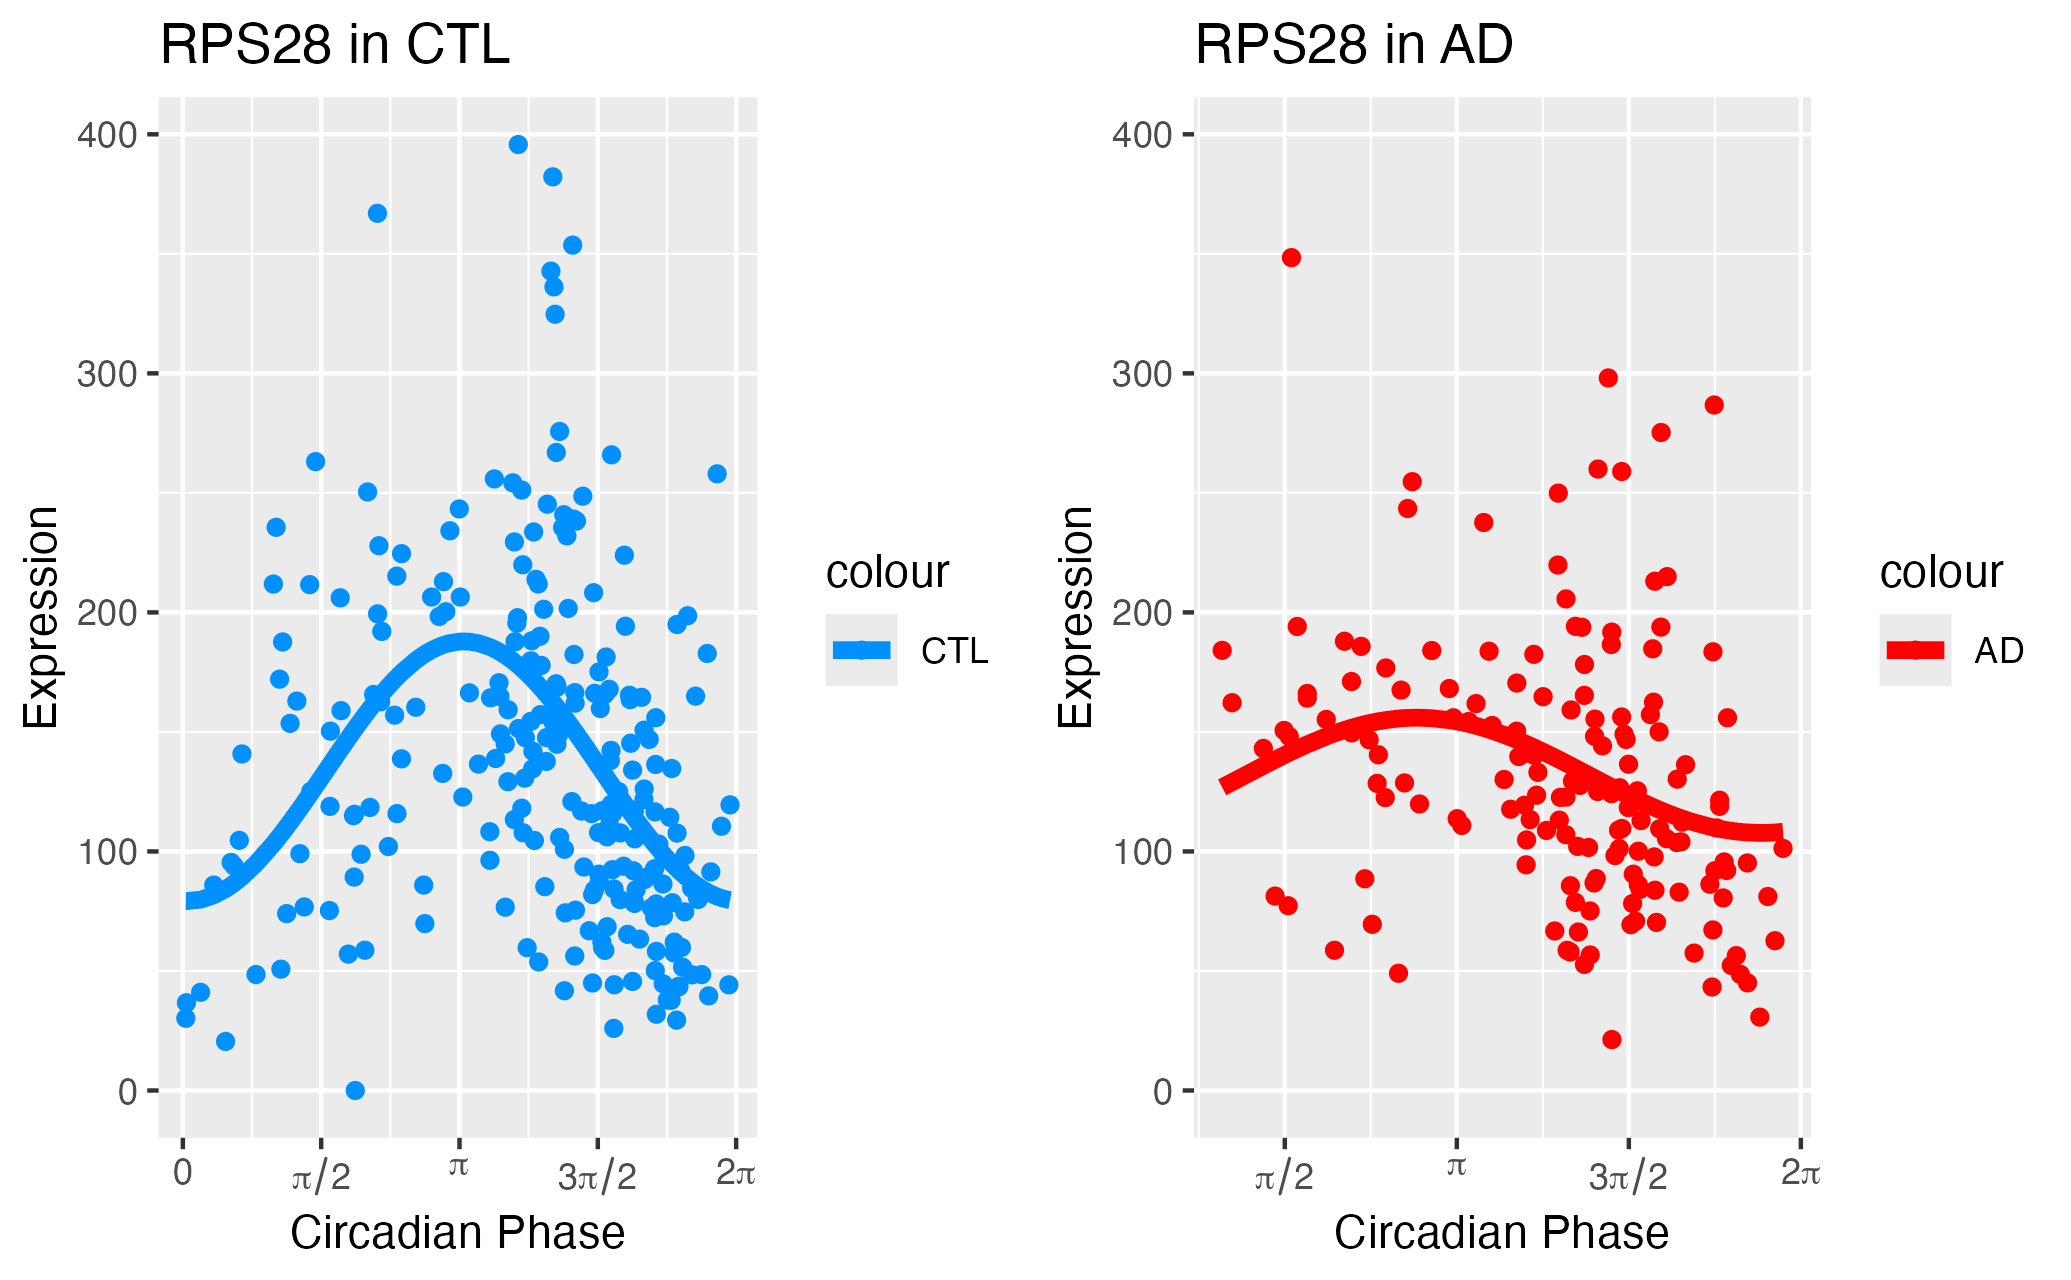 RPS28 in CTL
400
300
200
100
0
Expression
0
π/2
π
3π/2
2π
Circadian Phase
colour
CTL
RPS28 in AD
400
300
200
100
0
Expression
π/2
π
3π/2
2π
Circadian Phase
colour
AD